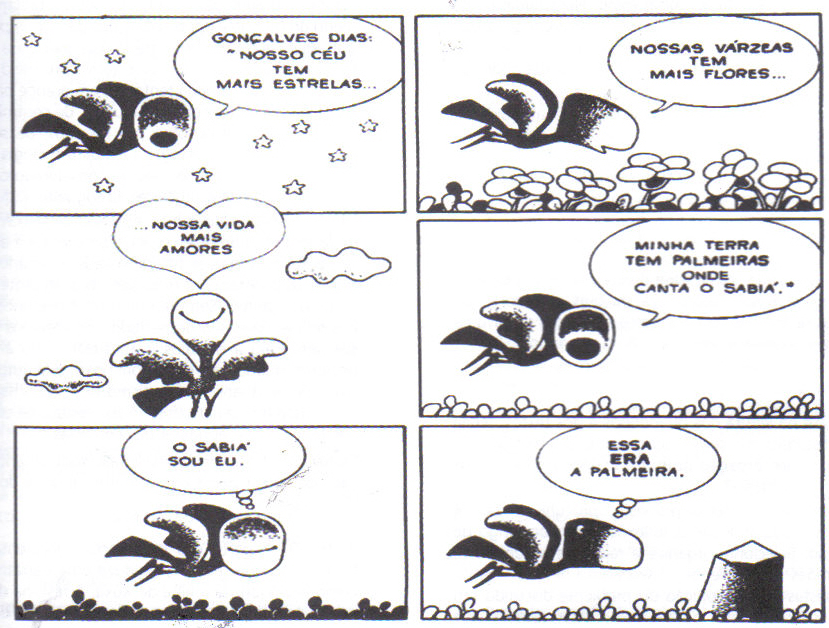 GONÇALVES DIAS:
"NOSSO CÉU
TEM
MAIS ESTRELAS...
NOSSAS VÁRZEAS
TEM
MAIS FLORES...
...NOSSA VIDA
MAIS
AMORES
MINHA TERRA
TEM PALMEIRAS
ONDE
CANTA O SABIÁ."
O SABIÁ
SOU EU.
ESSA
ERA
A PALMEIRA.